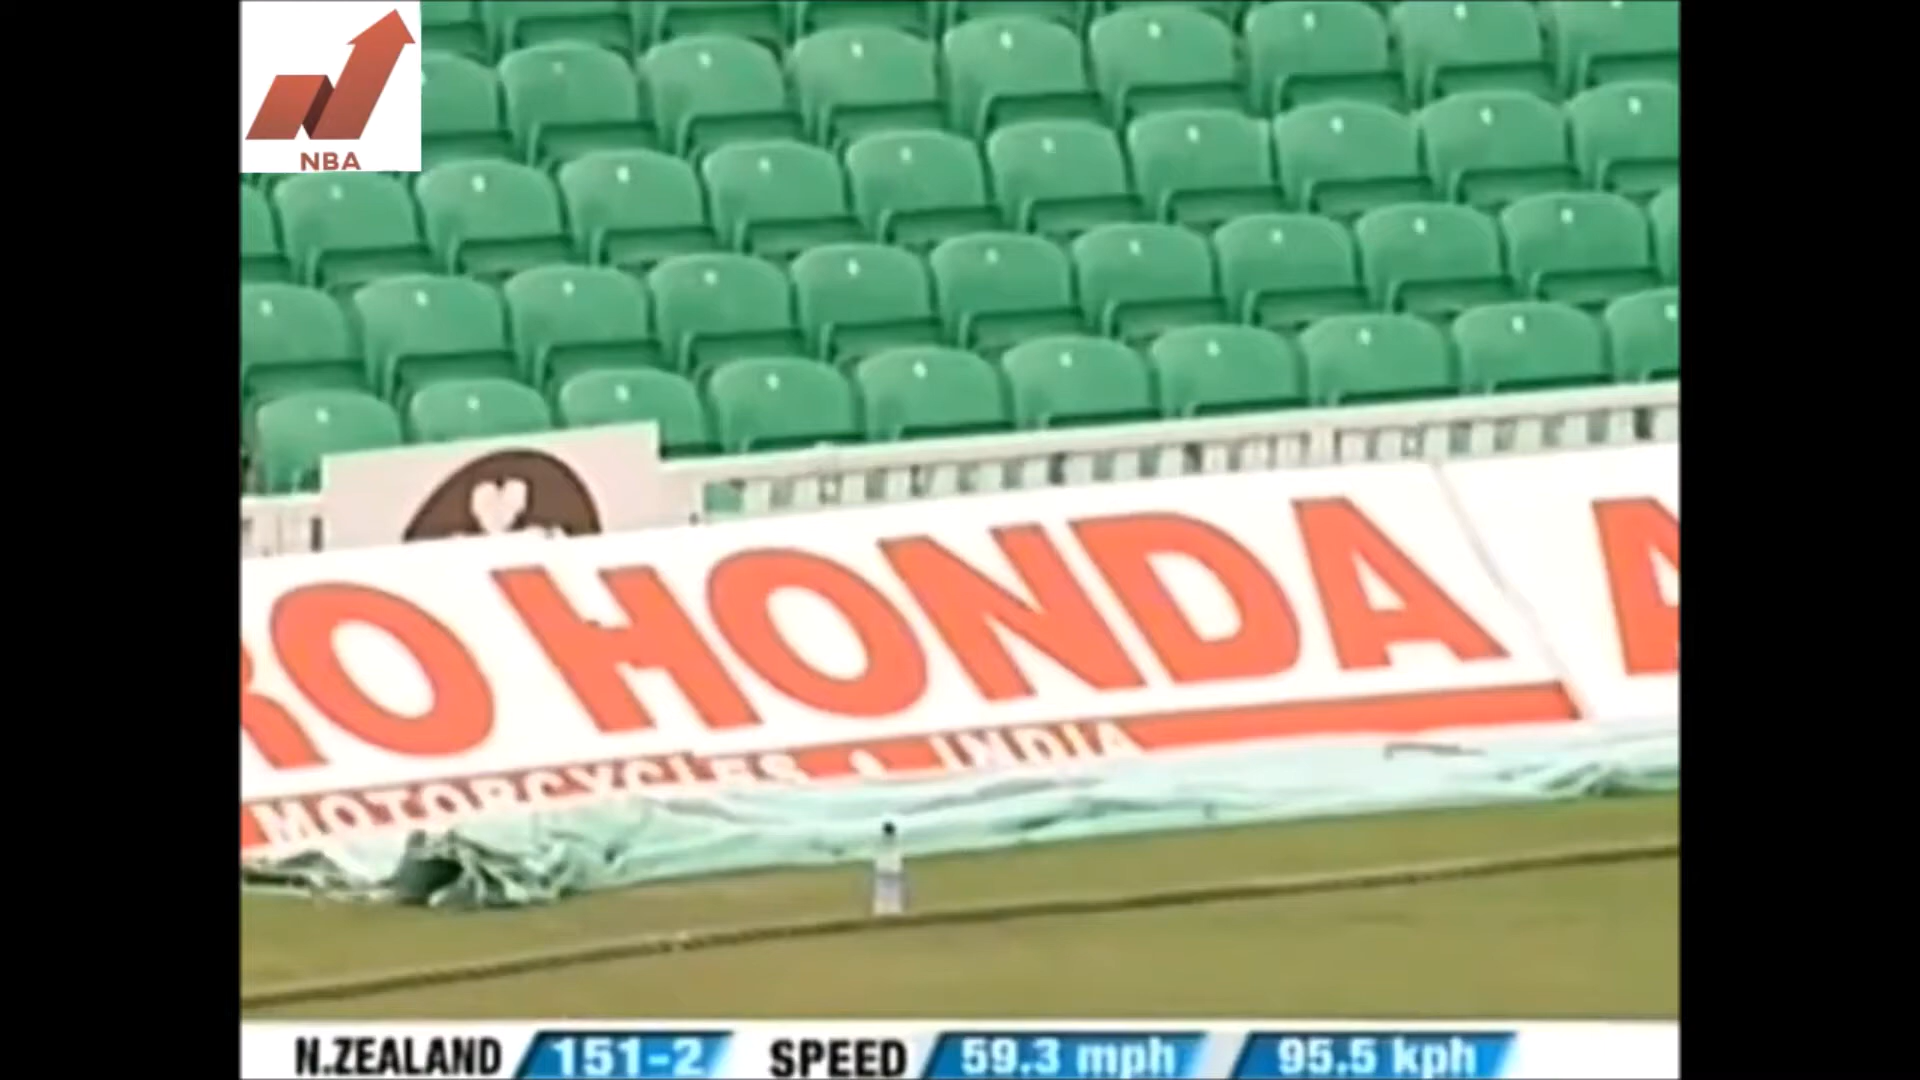 NBA
RO HONDA A
MOTORCYCLES INDIA
N.ZEALAND 151-2 SPEED 59.3 mph 95.5 kph